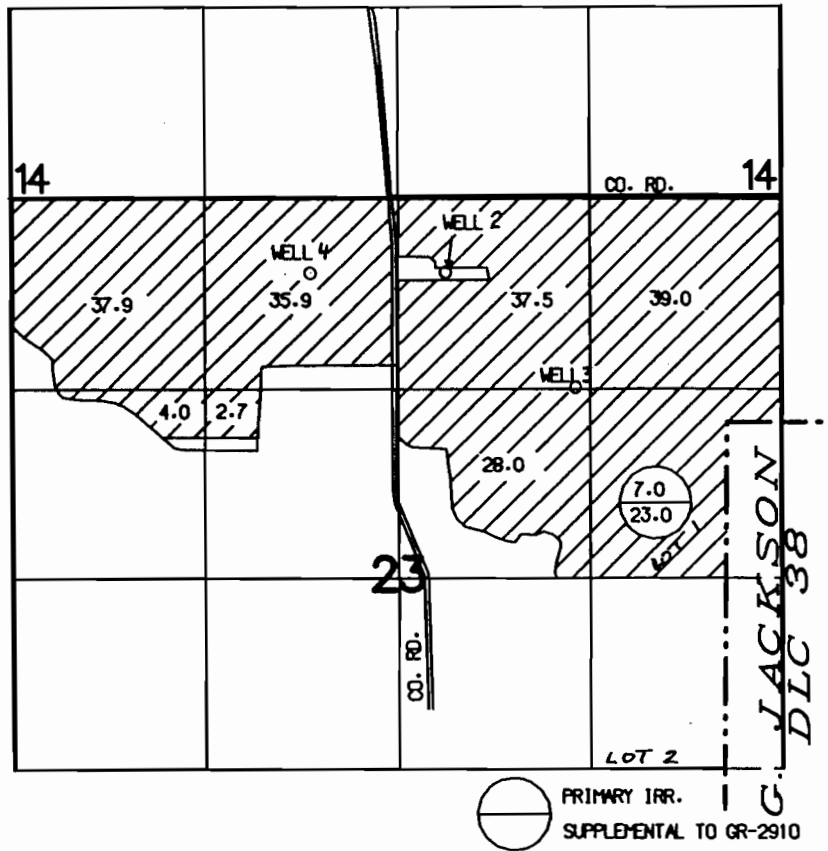 14
14
CO. RD.
WELL 2
WELL 4
37.9
35.9
37.5
39.0
WELL 3
4.0
2.7
28.0
7.0
23.0
LOT 1
23
G. JACKSON
DLC 38
CO. RD.
LOT 2
PRIMARY IRR.
SUPPLEMENTAL TO GR-2910